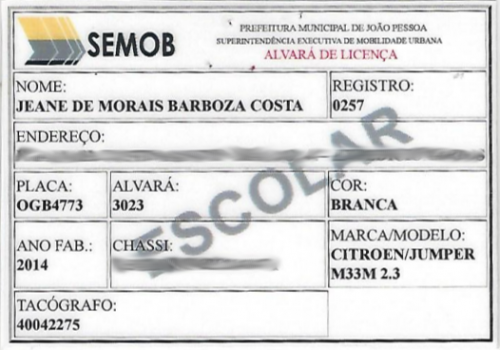 SEMOB
PREFEITURA MUNICIPAL DE JOÃO PESSOA
SUPERINTENDÊNCIA EXECUTIVA DE MOBILIDADE URBANA
ALVARÁ DE LICENÇA
NOME:
JEANE DE MORAIS BARBOZA COSTA
REGISTRO:
0257
ENDEREÇO:
ESCOLAR
PLACA:
OGB4773
ALVARÁ:
3023
COR:
BRANCA
ANO FAB.:
2014
CHASSI:
MARCA/MODELO:
CITROEN/JUMPER
M33M 2.3
TACÓGRAFO:
40042275